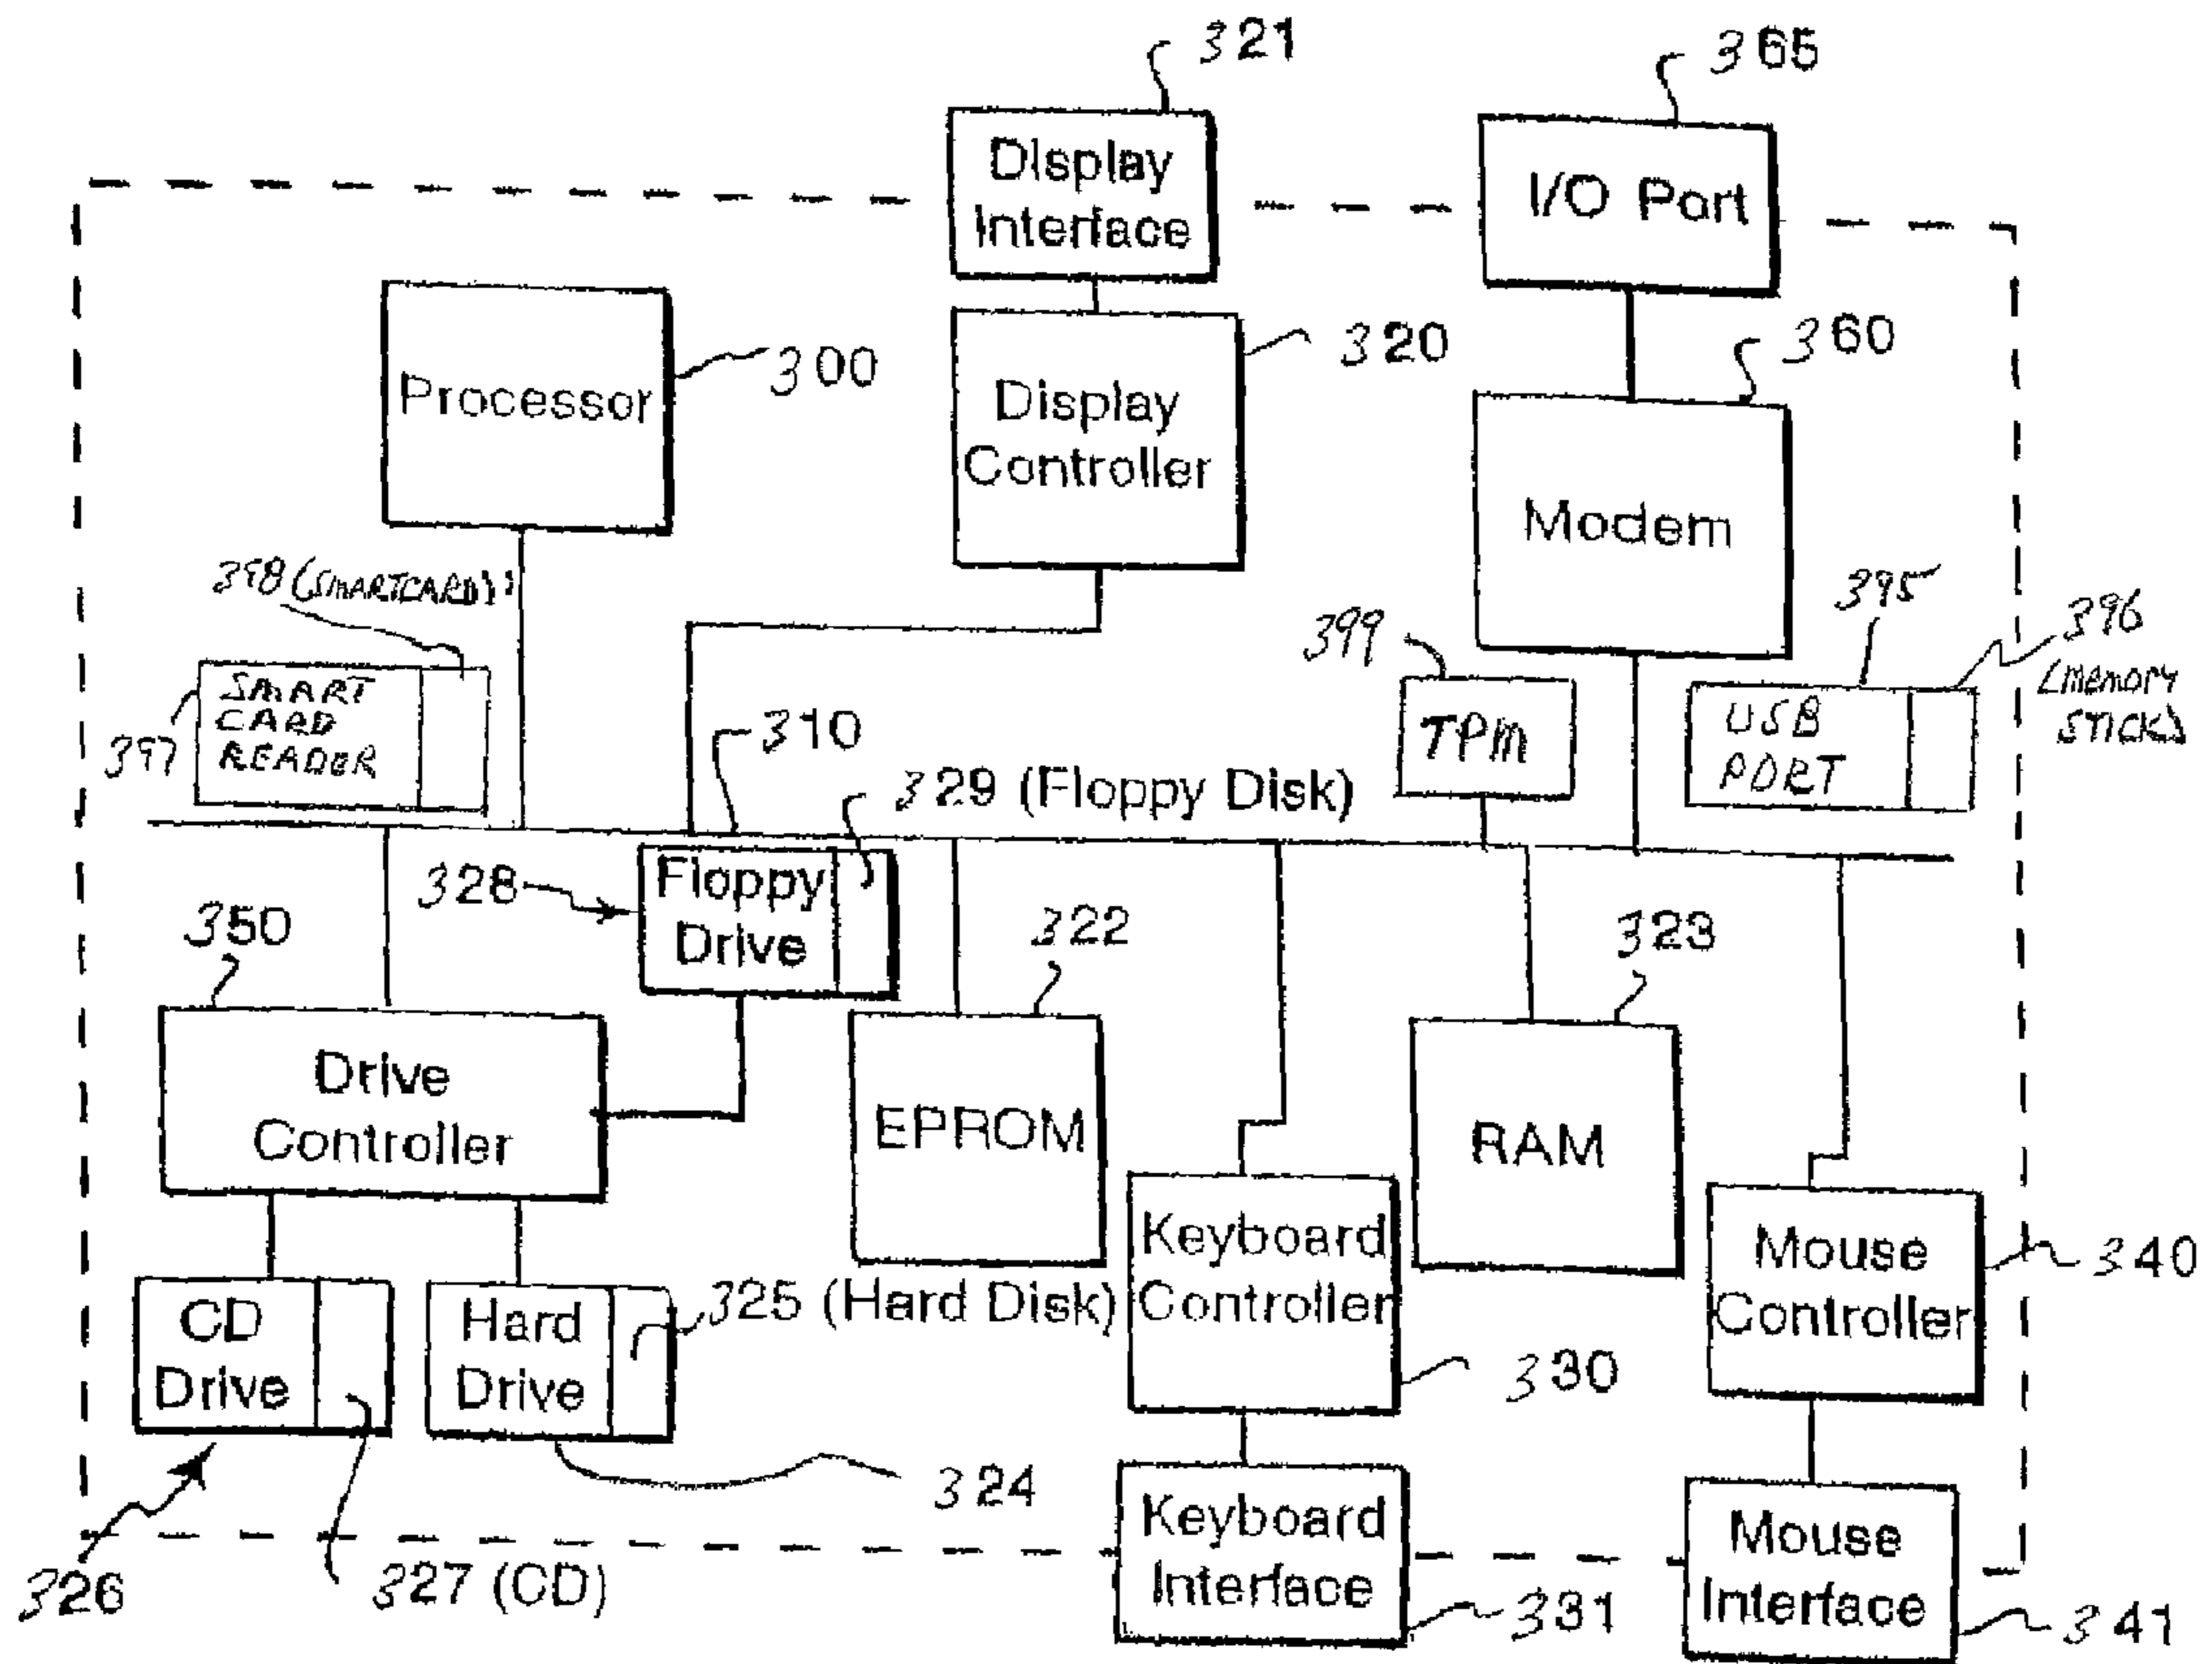 321
365
Display
Interface
I/O Port
320
360
Processor
300
Display
Controller
Modem
398 (SMARTCARD)
399
395
396
(memory
STICK)
SMART
CARD
READER
397
310
TPM
USB
PORT
329 (Floppy Disk)
328
Floppy
Drive
350
322
323
Drive
Controller
EPROM
RAM
Keyboard
Controller
Mouse
Controller
340
CD
Drive
Hard
Drive
325 (Hard Disk)
330
324
Keyboard
Interface
331
Mouse
Interface
341
326
327 (CD)